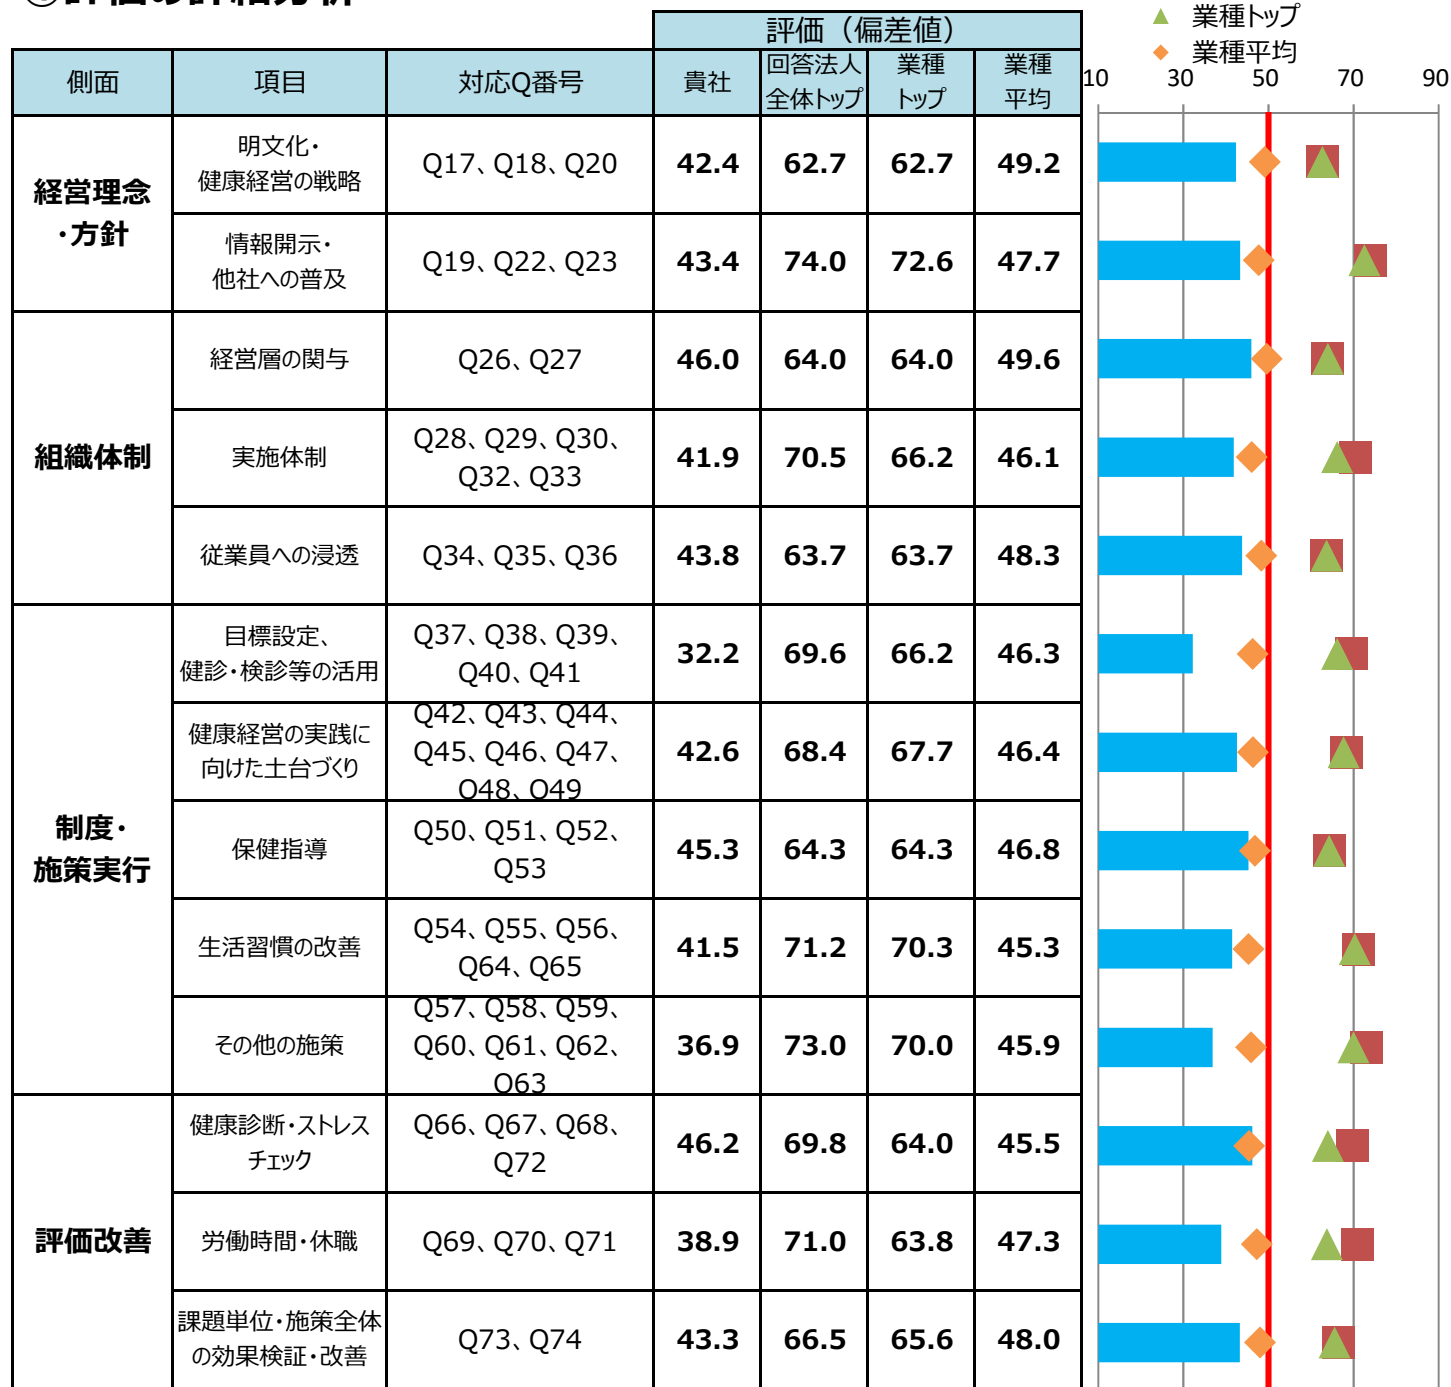 ▲ 業種トップ
◆ 業種平均
評価（偏差値）
側面 項目 対応Q番号 貴社 回答法人全体トップ 業種トップ 業種平均
10 30 50 70 90
経営理念・方針
明文化・
健康経営の戦略
Q17、Q18、Q20
42.4 62.7 62.7 49.2
情報開示・
他社への普及
Q19、Q22、Q23
43.4 74.0 72.6 47.7
組織体制
経営層の関与
Q26、Q27
46.0 64.0 64.0 49.6
実施体制
Q28、Q29、Q30、
Q32、Q33
41.9 70.5 66.2 46.1
従業員への浸透
Q34、Q35、Q36
43.8 63.7 63.7 48.3
制度・
施策実行
目標設定、
健診・検診等の活用
Q37、Q38、Q39、
Q40、Q41
32.2 69.6 66.2 46.3
健康経営の実践に
向けた土台づくり
Q42、Q43、Q44、
Q45、Q46、Q47、
Q48、Q49
42.6 68.4 67.7 46.4
保健指導
Q50、Q51、Q52、
Q53
45.3 64.3 64.3 46.8
生活習慣の改善
Q54、Q55、Q56、
Q64、Q65
41.5 71.2 70.3 45.3
その他の施策
Q57、Q58、Q59、
Q60、Q61、Q62、
Q63
36.9 73.0 70.0 45.9
評価改善
健康診断・ストレス
チェック
Q66、Q67、Q68、
Q72
46.2 69.8 64.0 45.5
労働時間・休職
Q69、Q70、Q71
38.9 71.0 63.8 47.3
課題単位・施策全体
の効果検証・改善
Q73、Q74
43.3 66.5 65.6 48.0